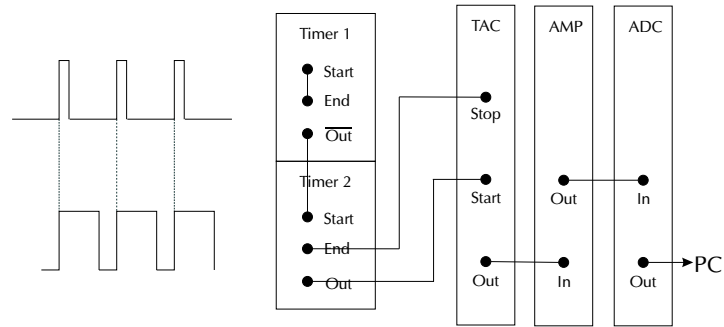 Timer 1
Start
End
O̅u̅t̅
Timer 2
Start
End
Out
TAC
Stop
Start
Out
AMP
Out
In
ADC
In
Out
PC